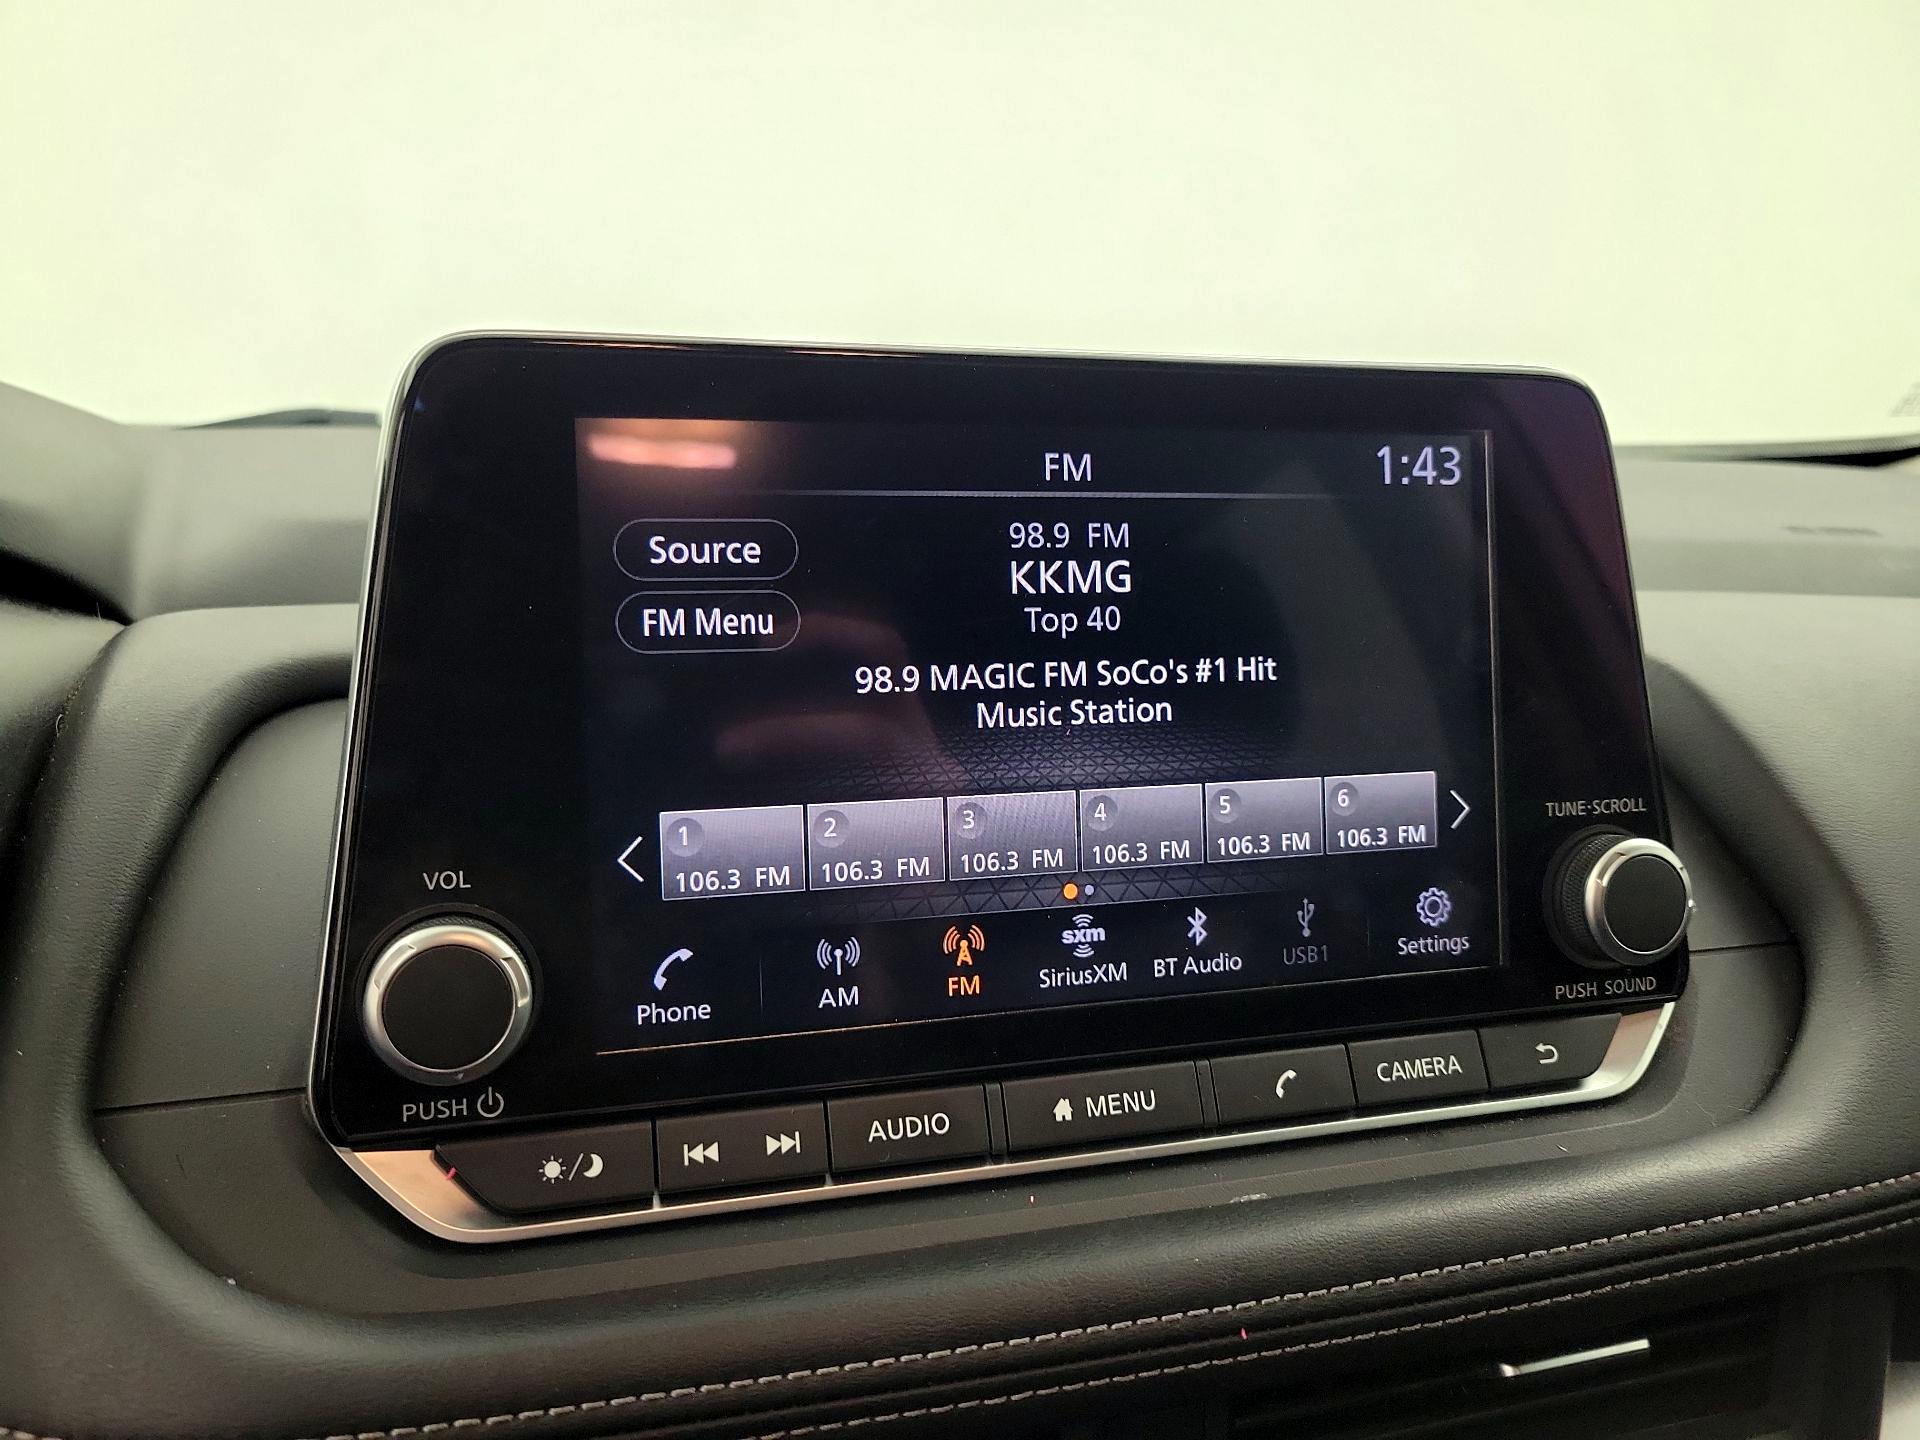 FM
1:43
Source
98.9 FM
KKMG
FM Menu
Top 40
98.9 MAGIC FM SoCo's #1 Hit
Music Station
1
106.3 FM
2
106.3 FM
3
106.3 FM
4
106.3 FM
5
106.3 FM
6
106.3 FM
TUNE·SCROLL
VOL
Phone
AM
FM
sxm
SiriusXM
BT Audio
USB1
Settings
PUSH SOUND
PUSH
AUDIO
MENU
CAMERA